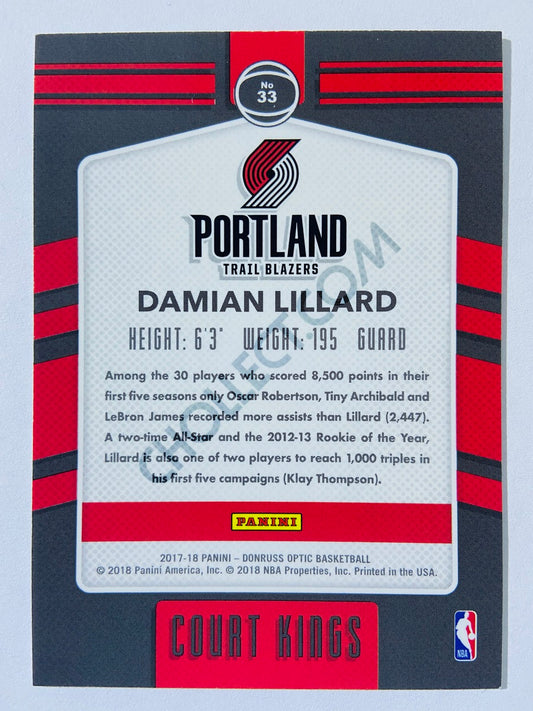 No
33
PORTLAND
TRAIL BLAZERS
DAMIAN LILLARD
HEIGHT: 6'3" WEIGHT: 195 GUARD
Among the 30 players who scored 8,500 points in their
first five seasons only Oscar Robertson, Tiny Archibald and
LeBron James recorded more assists than Lillard (2,447).
A two-time All-Star and the 2012-13 Rookie of the Year,
Lillard is also one of two players to reach 1,000 triples in
his first five campaigns (Klay Thompson).
CHOLLECT.COM
PANINI
2017-18 PANINI – DONRUSS OPTIC BASKETBALL
© 2018 Panini America, Inc. © 2018 NBA Properties, Inc. Printed in the USA.
COURT KINGS
NBA